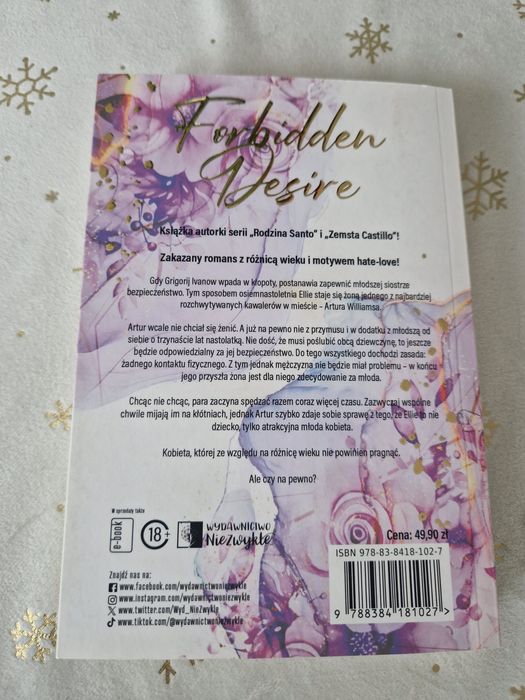 Forbidden
Desire
Książka autorki serii „Rodzina Santo” i „Zemsta Castillo”!
Zakazany romans z różnicą wieku i motywem hate-love!
Gdy Grigorij Ivanow wpada w kłopoty, postanawia zapewnić młodszej siostrze
bezpieczeństwo. Tym sposobem osiemnastoletnia Ellie staje się żoną jednego z najbardziej
rozchwytywanych kawalerów w mieście – Artura Williamsa.
Artur wcale nie chciał się żenić. A już na pewno nie z przymusu i w dodatku z młodszą od
siebie o trzynaście lat nastolatką. Nie dość, że musi poślubić obcą dziewczynę, to jeszcze
będzie odpowiedzialny za jej bezpieczeństwo. Do tego wszystkiego dochodzi zasada:
żadnego kontaktu fizycznego. Z tym jednak mężczyzna nie będzie miał problemu – w końcu
jego przyszła żona jest dla niego zdecydowanie za młoda.
Chcąc nie chcąc, para zaczyna spędzać razem coraz więcej czasu. Zazwyczaj wspólne
chwile mijają im na kłótniach, jednak Artur szybko zdaje sobie sprawę z tego, że Ellie to nie
dziecko, tylko atrakcyjna młoda kobieta.
Kobieta, której ze względu na różnicę wieku nie powinien pragnąć.
Ale czy na pewno?
W sprzedaży także
e-book
18+
WYDAWNICTWO
NieZwykłe
Cena: 49,90 zł
ISBN 978-83-8418-102-7
9 788384 181027 >
Znajdź nas na:
www.facebook.com/wydawnictwoniezwykle
www.instagram.com/wydawnictwoniezwykle
www.twitter.com/Wyd_NieZwykle
www.tiktok.com/@wydawnictwoniezwykle